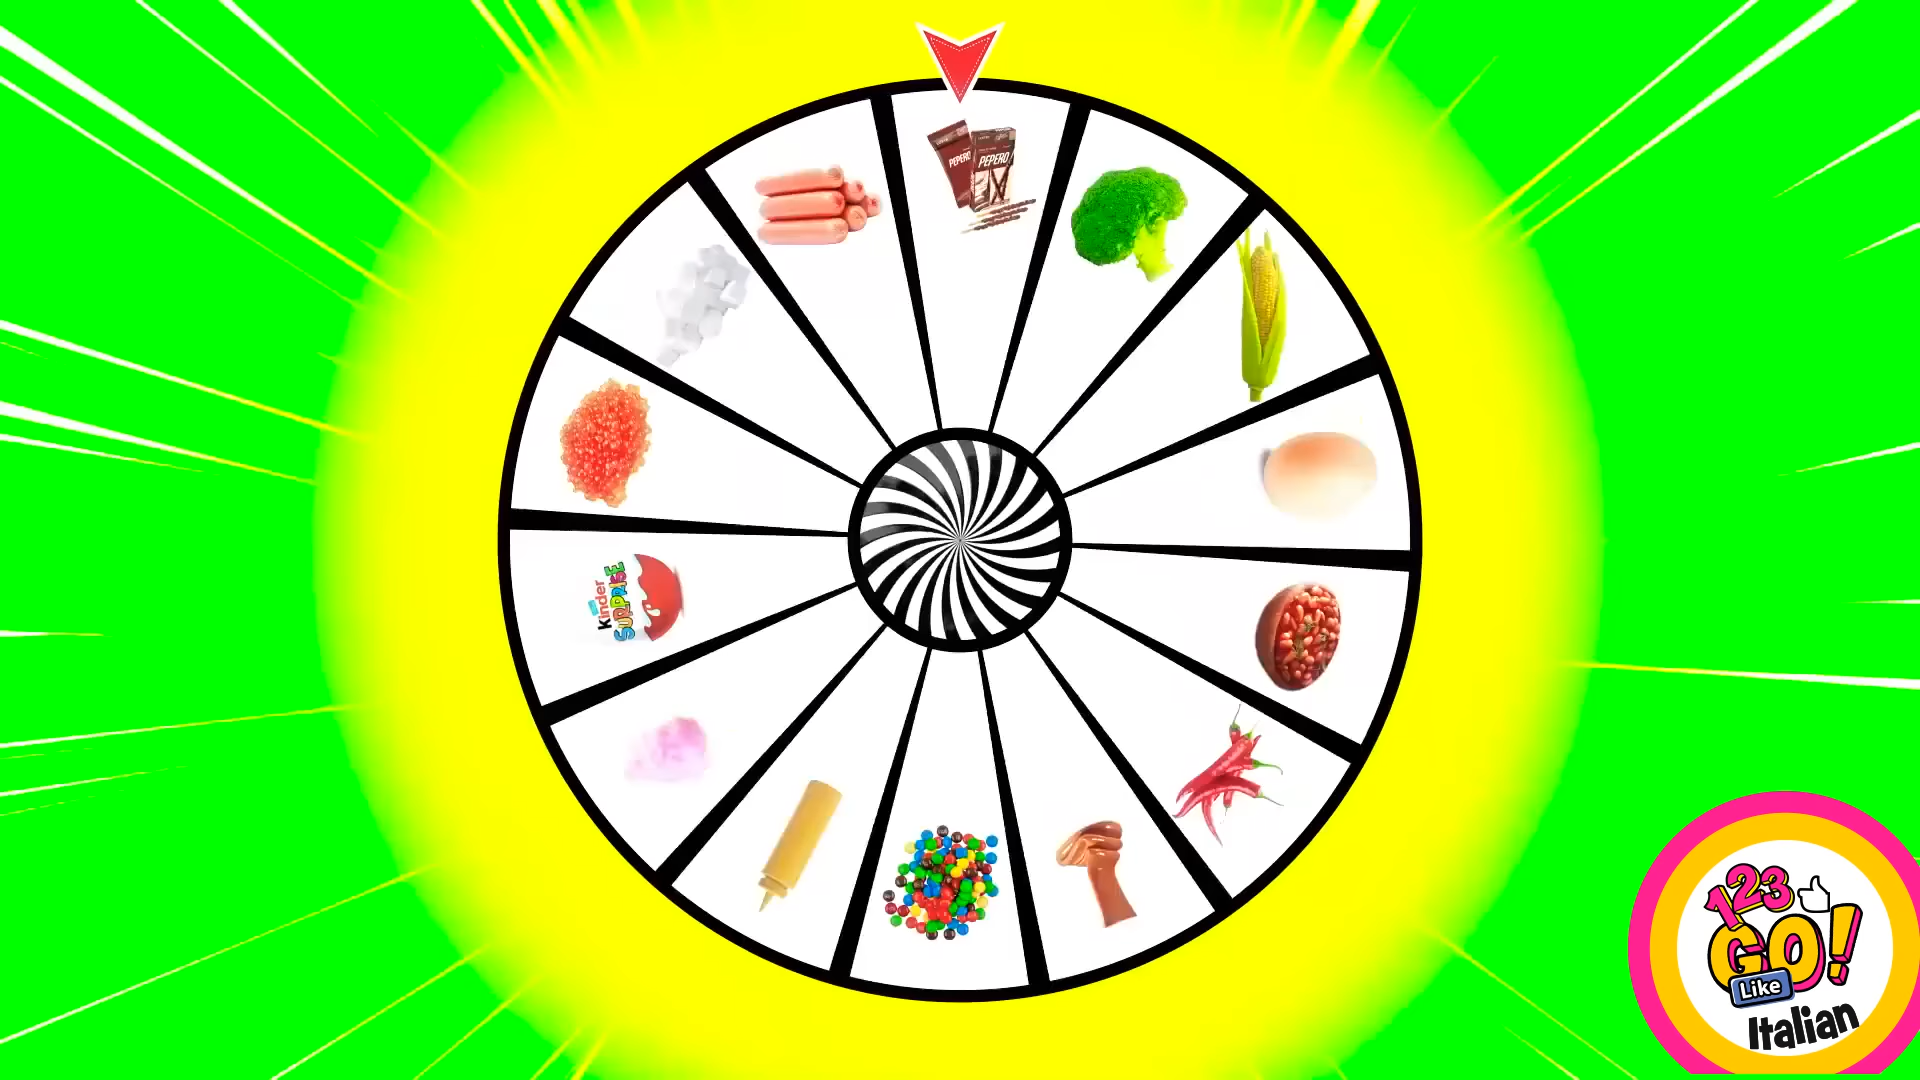 PEPERO
PEPERO
Kinder
SURPRISE
123
GO!
Like
Italian